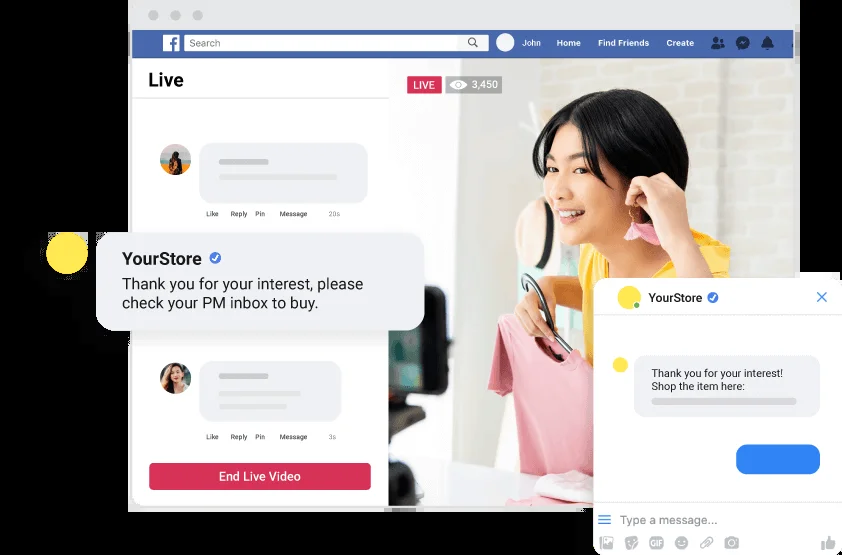 Search
John
Home
Find Friends
Create
Live
LIVE
3,450
Like Reply Pin Message 20s
YourStore
Thank you for your interest, please
check your PM inbox to buy.
Like Reply Pin Message 3s
End Live Video
YourStore
Thank you for your interest!
Shop the item here:
Type a message...
GIF